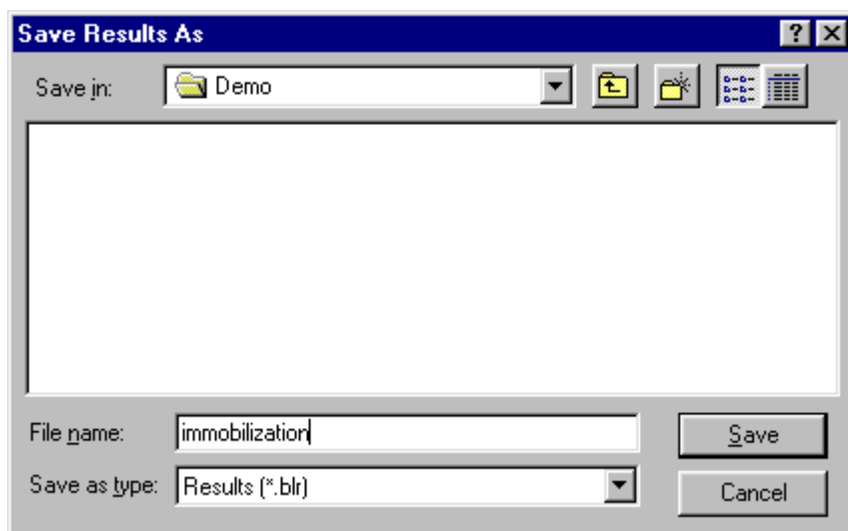 Save Results As
Save in: Demo
File name: immobilization Save
Save as type: Results (*.blr) Cancel